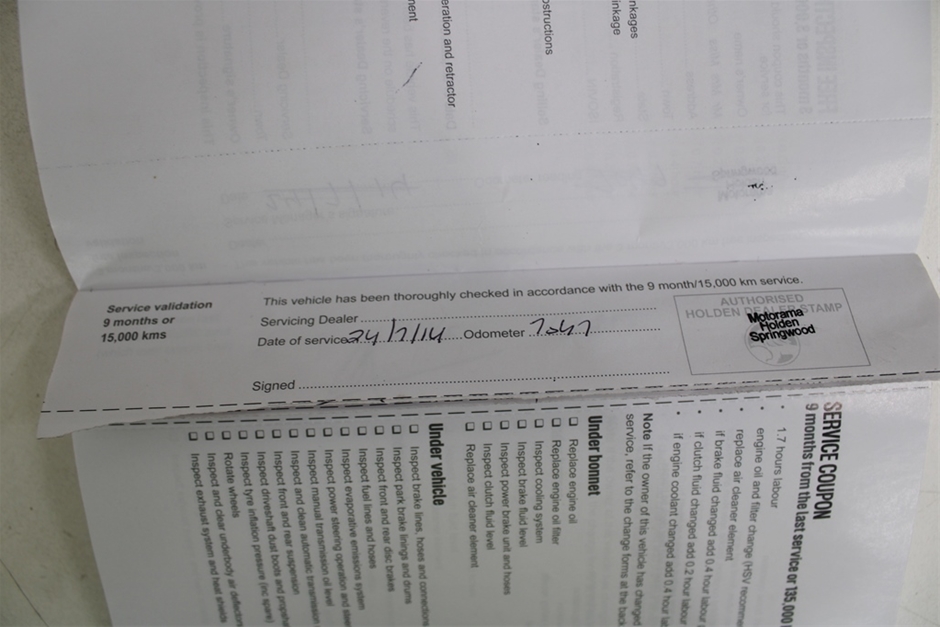 eration and retractor
structions
nkages
inkage
Service validation
9 months or
15,000 kms
This vehicle has been thoroughly checked in accordance with the 9 month/15,000 km service.
Servicing Dealer
Date of service 24/7/14 Odometer 7047
Signed
AUTHORISED
HOLDEN DEALER STAMP
Motorama
Holden
Springwood
SERVICE COUPON
9 months from the last service or 135,000
• 1.7 hours labour
• engine oil and filter change (HSV recomme
replace air cleaner element
• if brake fluid changed add 0.4 hour labour
• if clutch fluid changed add 0.2 hour labour
• if engine coolant changed add 0.4 hour lab
Note If the owner of this vehicle has changed
service, refer to the change forms at the back
Under bonnet
❑ Replace engine oil
❑ Replace engine oil filter
❑ Inspect cooling system
❑ Inspect brake fluid level
❑ Inspect power brake unit and hoses
❑ Inspect clutch fluid level
❑ Replace air cleaner element
Under vehicle
❑ Inspect brake lines, hoses and connections
❑ Inspect park brake linings and drums
❑ Inspect front and rear disc brakes
❑ Inspect fuel lines and hoses
❑ Inspect evaporative emissions system
❑ Inspect power steering operation and
❑ Inspect manual transmission oil level
❑ Inspect and clean automatic transmission
❑ Inspect front and rear suspension
❑ Inspect driveshaft dust boots and
❑ Inspect tyre inflation pressure (inc spare)
❑ Rotate wheels
❑ Inspect and clear underbody air deflector
❑ Inspect exhaust system and heat shields